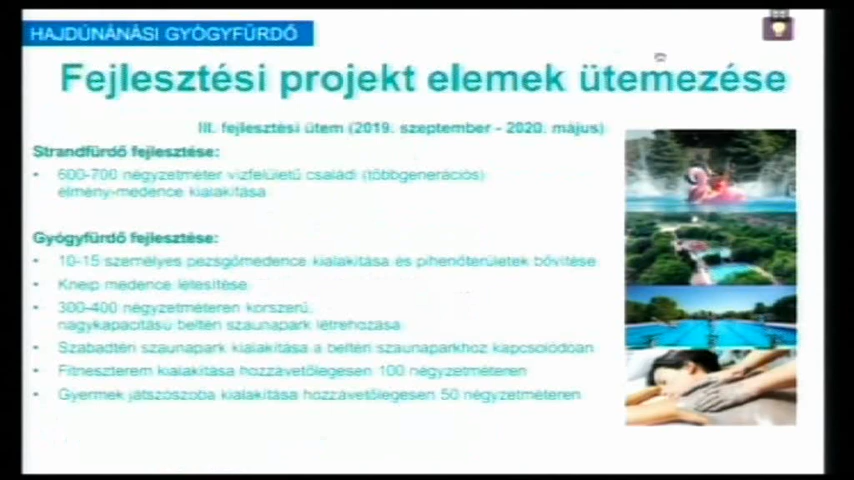 HAJDÚNÁNÁSI GYÓGYFÜRDŐ
Fejlesztési projekt elemek ütemezése
III. fejlesztési ütem (2019. szeptember - 2020. május)
Strandfürdő fejlesztése:
• 600-700 négyzetméter vízfelületű családi (többgenerációs)
élmény-medence kialakítása
Gyógyfürdő fejlesztése:
• 10-15 személyes pezsgőmedence kialakítása és pihenőterületek bővítése
• Kneip medence létesítése
• 300-400 négyzetméteren korszerű,
nagykapacitású beltéri szaunapark létrehozása
• Szabadtéri szaunapark kialakítása a beltéri szaunaparkhoz kapcsolódóan
• Fitneszterem kialakítása hozzávetőlegesen 100 négyzetméteren
• Gyermek játszószoba kialakítása hozzávetőlegesen 50 négyzetméteren